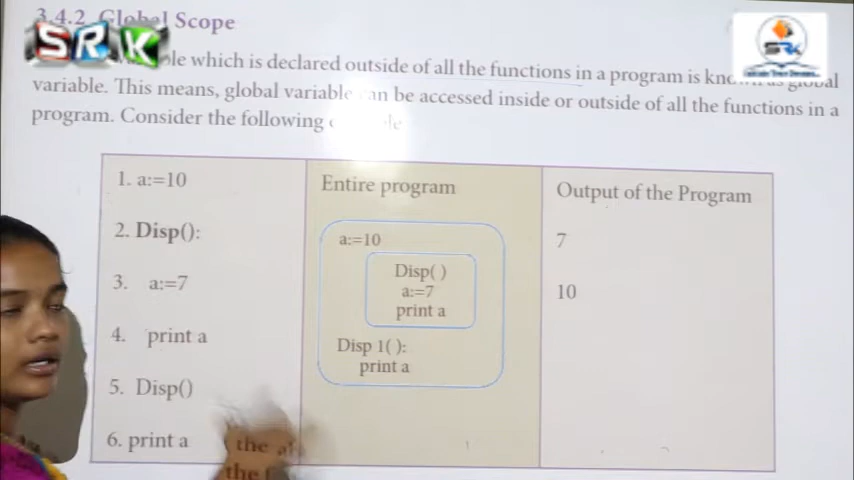 3.4.2 Global Scope
SRK
SRK
which is declared outside of all the functions in a program is as global
variable. This means, global variable can be accessed inside or outside of all the functions in a
program. Consider the following
1. a:=10
2. Disp():
3. a:=7
4. print a
5. Disp()
6. print a
Entire program
a:=10
Disp( )
a:=7
print a
Disp 1( ):
print a
Output of the Program
7
10
the
the